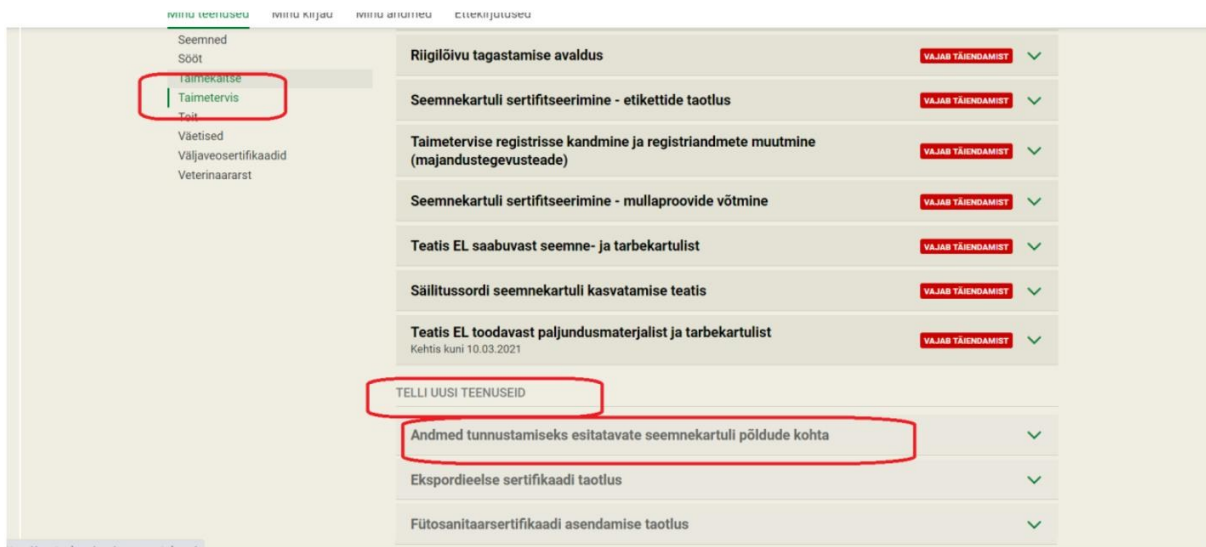 Minu teenused Minu kirjad Minu andmed Ettekirjutused
Seemned
Sööt
Taimekaitse
Taimetervis
Toit
Väetised
Väljaveosertifikaadid
Veterinaararst
Riigilõivu tagastamise avaldus VAJAB TÄIENDAMIST
Seemnekartuli sertifitseerimine - etikettide taotlus VAJAB TÄIENDAMIST
Taimetervise registrisse kandmine ja registriandmete muutmine
(majandustegevusteade) VAJAB TÄIENDAMIST
Seemnekartuli sertifitseerimine - mullaproovide võtmine VAJAB TÄIENDAMIST
Teatis EL saabuvast seemne- ja tarbekartulist VAJAB TÄIENDAMIST
Säilitussordi seemnekartuli kasvatamise teatis VAJAB TÄIENDAMIST
Teatis EL toodavast paljundusmaterjalist ja tarbekartulist VAJAB TÄIENDAMIST
Kehtis kuni 10.03.2021
TELLI UUSI TEENUSEID
Andmed tunnustamiseks esitatavate seemnekartuli põldude kohta
Ekspordieelse sertifikaadi taotlus
Fütosanitaarsertifikaadi asendamise taotlus